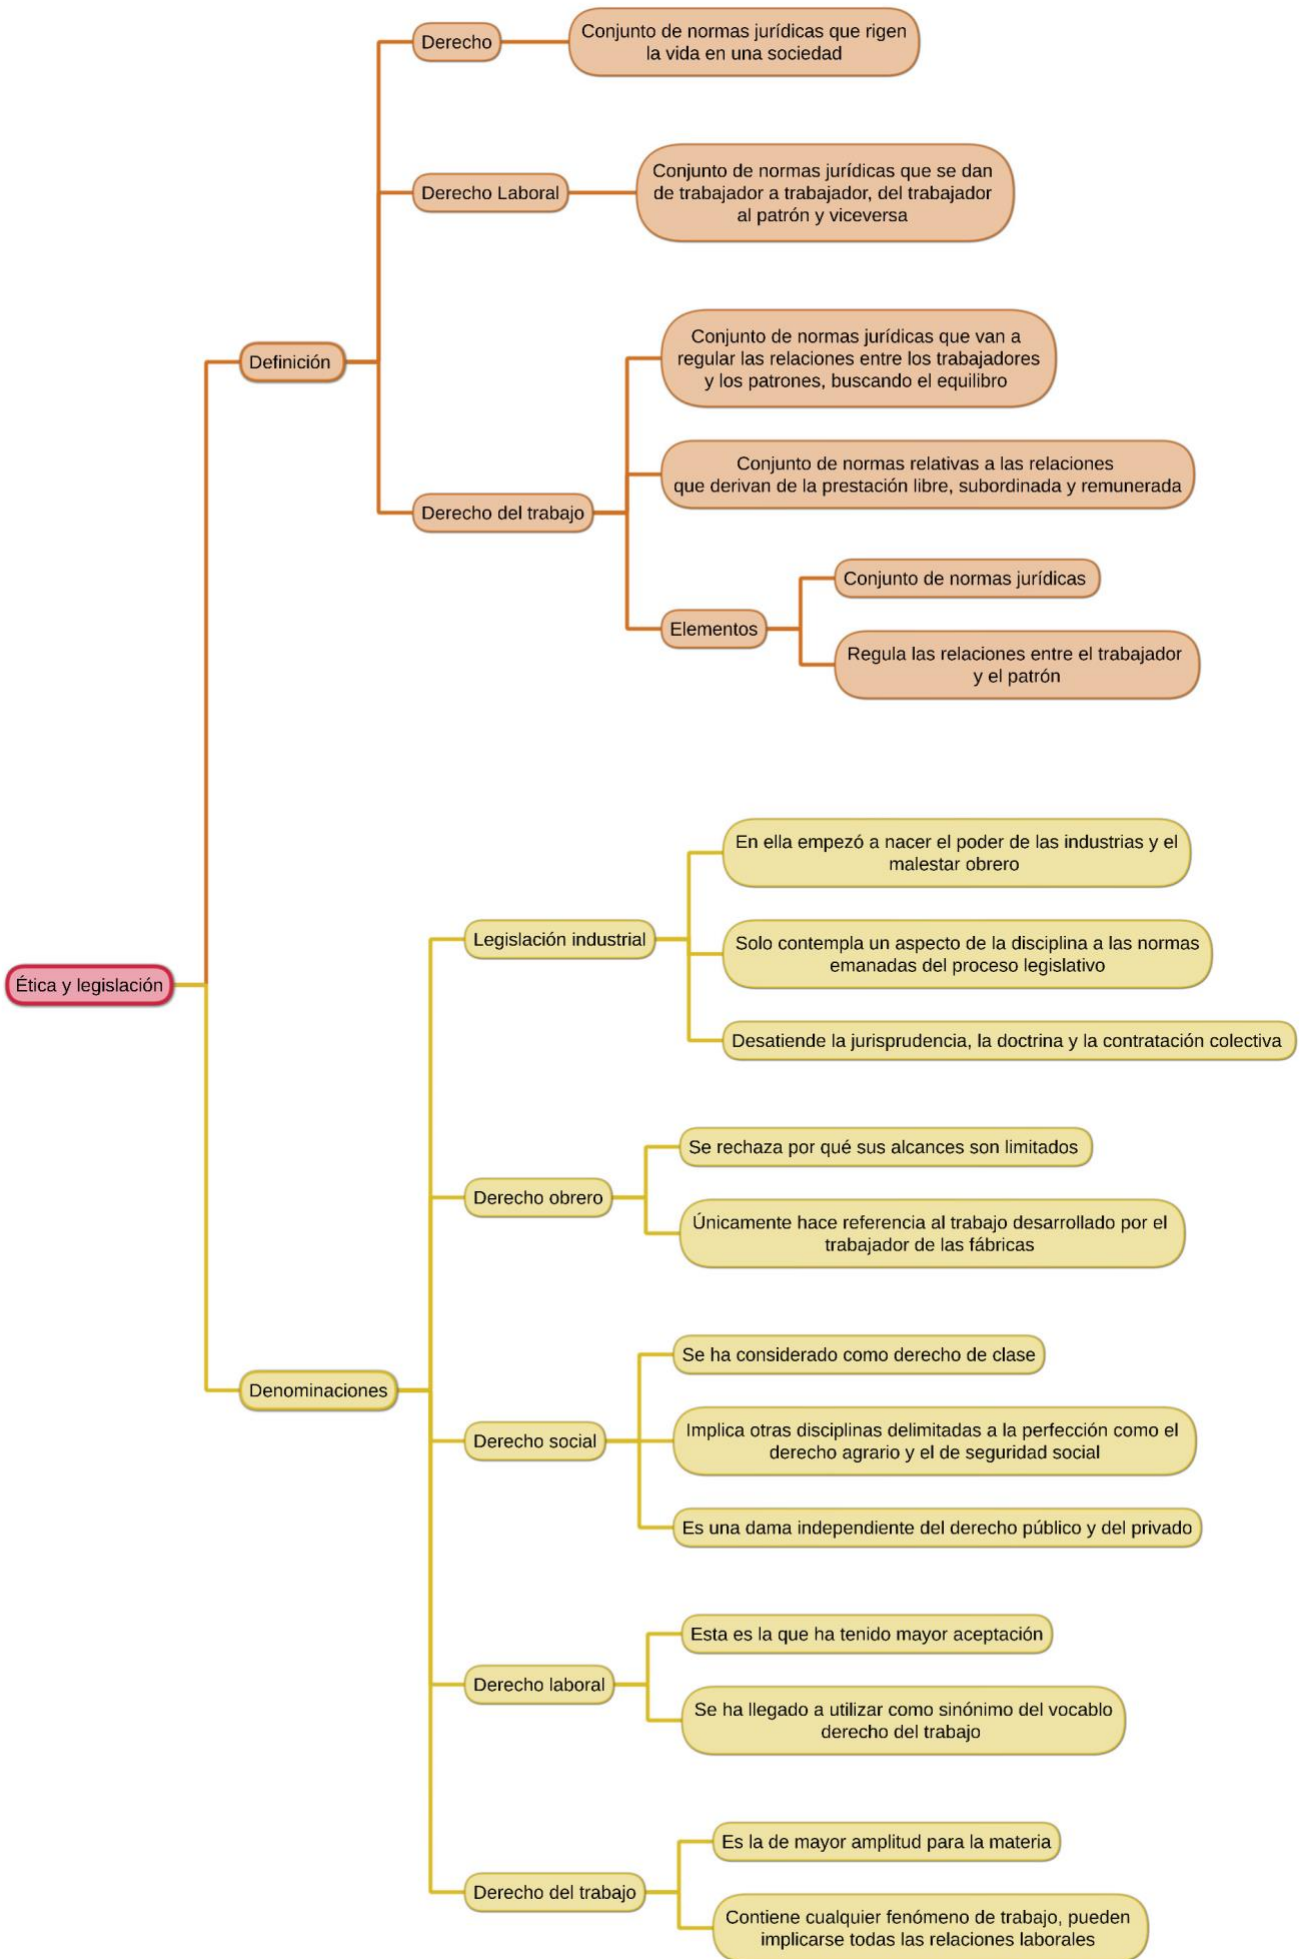 Derecho
Conjunto de normas jurídicas que rigen
la vida en una sociedad
Derecho Laboral
Conjunto de normas jurídicas que se dan
de trabajador a trabajador, del trabajador
al patrón y viceversa
Definición
Derecho del trabajo
Conjunto de normas jurídicas que van a
regular las relaciones entre los trabajadores
y los patrones, buscando el equilibro
Conjunto de normas relativas a las relaciones
que derivan de la prestación libre, subordinada y remunerada
Elementos
Conjunto de normas jurídicas
Regula las relaciones entre el trabajador
y el patrón
Ética y legislación
Denominaciones
Legislación industrial
En ella empezó a nacer el poder de las industrias y el
malestar obrero
Solo contempla un aspecto de la disciplina a las normas
emanadas del proceso legislativo
Desatiende la jurisprudencia, la doctrina y la contratación colectiva
Derecho obrero
Se rechaza por qué sus alcances son limitados
Únicamente hace referencia al trabajo desarrollado por el
trabajador de las fábricas
Derecho social
Se ha considerado como derecho de clase
Implica otras disciplinas delimitadas a la perfección como el
derecho agrario y el de seguridad social
Es una dama independiente del derecho público y del privado
Derecho laboral
Esta es la que ha tenido mayor aceptación
Se ha llegado a utilizar como sinónimo del vocablo
derecho del trabajo
Derecho del trabajo
Es la de mayor amplitud para la materia
Contiene cualquier fenómeno de trabajo, pueden
implicarse todas las relaciones laborales